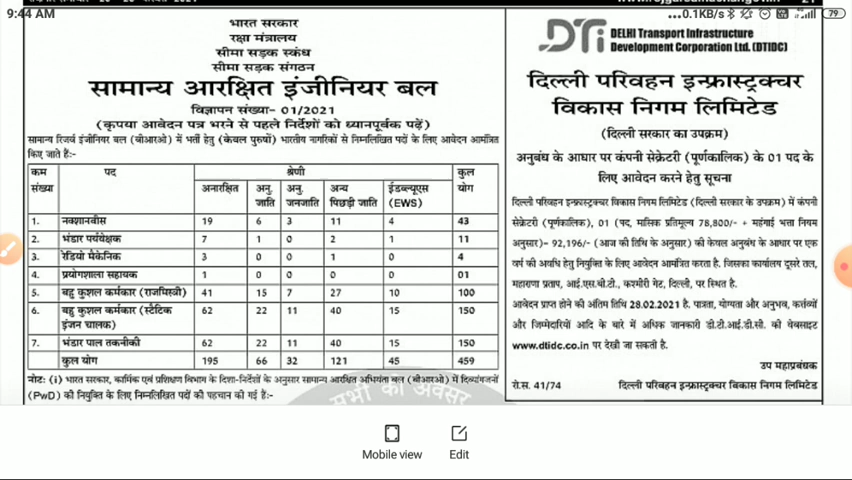 9:44 AM
...0.1KB/s
79
भारत सरकार
रक्षा मंत्रालय
सीमा सड़क स्कंध
सीमा सड़क संगठन
सामान्य आरक्षित इंजीनियर बल
विज्ञापन संख्या- 01/2021
(कृपया आवेदन पत्र भरने से पहले निर्देशों को ध्यानपूर्वक पढ़ें)
सामान्य रिजर्व इंजीनियर बल (बीआरओ) में भर्ती हेतु (केवल पुरुषों) भारतीय नागरिकों से निम्नलिखित पदों के लिए आवेदन आमंत्रित
किए जाते है:-
कम संख्या पद श्रेणी कुल योग
अनारक्षित अनु. जाति अनु. जनजाति अन्य पिछड़ी जाति ईडब्ल्यूएस (EWS)
1. नक्शानवीस 19 6 3 11 4 43
2. भंडार पर्यवेक्षक 7 1 0 2 1 11
3. रेडियो मैकेनिक 3 0 0 1 0 4
4. प्रयोगशाला सहायक 1 0 0 0 0 01
5. बहु कुशल कर्मकार (राजमिस्त्री) 41 15 7 27 10 100
6. बहु कुशल कर्मकार (स्टैटिक इंजन चालक) 62 22 11 40 15 150
7. भंडार पाल तकनीकी 62 22 11 40 15 150
कुल योग 195 66 32 121 45 459
नोट: (i) भारत सरकार, कार्मिक एवं प्रशिक्षण विभाग के दिशा-निर्देशों के अनुसार सामान्य आरक्षित अभियंता बल (बीआरओ) में दिव्यांगजनों
(PwD) की नियुक्ति के लिए निम्नलिखित पदों की पहचान की गई है:-
सभी को अवसर
DTi DELHI Transport Infrastructure
Development Corporation Ltd. (DTIDC)
दिल्ली परिवहन इन्फ्रास्ट्रक्चर
विकास निगम लिमिटेड
(दिल्ली सरकार का उपक्रम)
अनुबंध के आधार पर कंपनी सेक्रेटरी (पूर्णकालिक) के 01 पद के
लिए आवेदन करने हेतु सूचना
दिल्ली परिवहन इन्फ्रास्ट्रक्चर विकास निगम लिमिटेड (दिल्ली सरकार के उपक्रम) में कंपनी
सेक्रेटरी (पूर्णकालिक), 01 (पद, मासिक प्रतिमूल्य 78,800/- + महंगाई भत्ता नियम
अनुसार)- 92,196/- (आज की तिथि के अनुसार) की केवल अनुबंध के आधार पर एक
वर्ष की अवधि हेतु नियुक्ति के लिए आवेदन आमंत्रित करता है. जिसका कार्यालय दूसरे तल,
महाराणा प्रताप, आई.एस.बी.टी., कश्मीरी गेट, दिल्ली, पर स्थित है.
आवेदन प्राप्त होने की अंतिम तिथि 28.02.2021 है. पात्रता, योग्यता और अनुभव, कर्त्तव्यों
और जिम्मेदारियों आदि के बारे में अधिक जानकारी डी.टी.आई.डी.सी. की वेबसाइट
www.dtidc.co.in पर देखी जा सकती है.
उप महाप्रबंधक
रो.स. 41/74 दिल्ली परिवहन इन्फ्रास्ट्रक्चर विकास निगम लिमिटेड
Mobile view
Edit